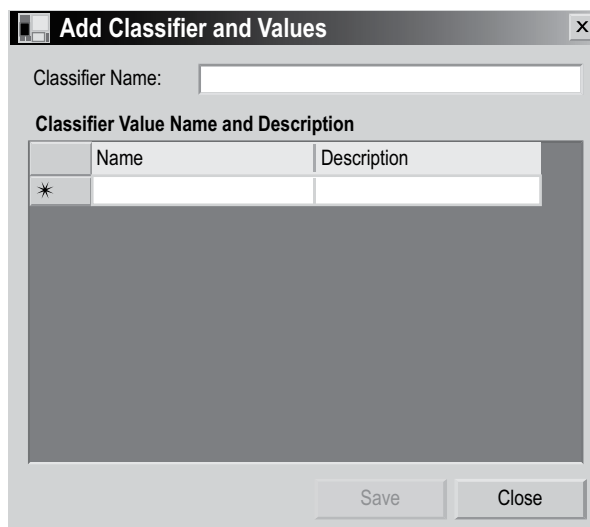 Add Classifier and Values x
Classifier Name:
Classifier Value Name and Description
Name Description
Save Close